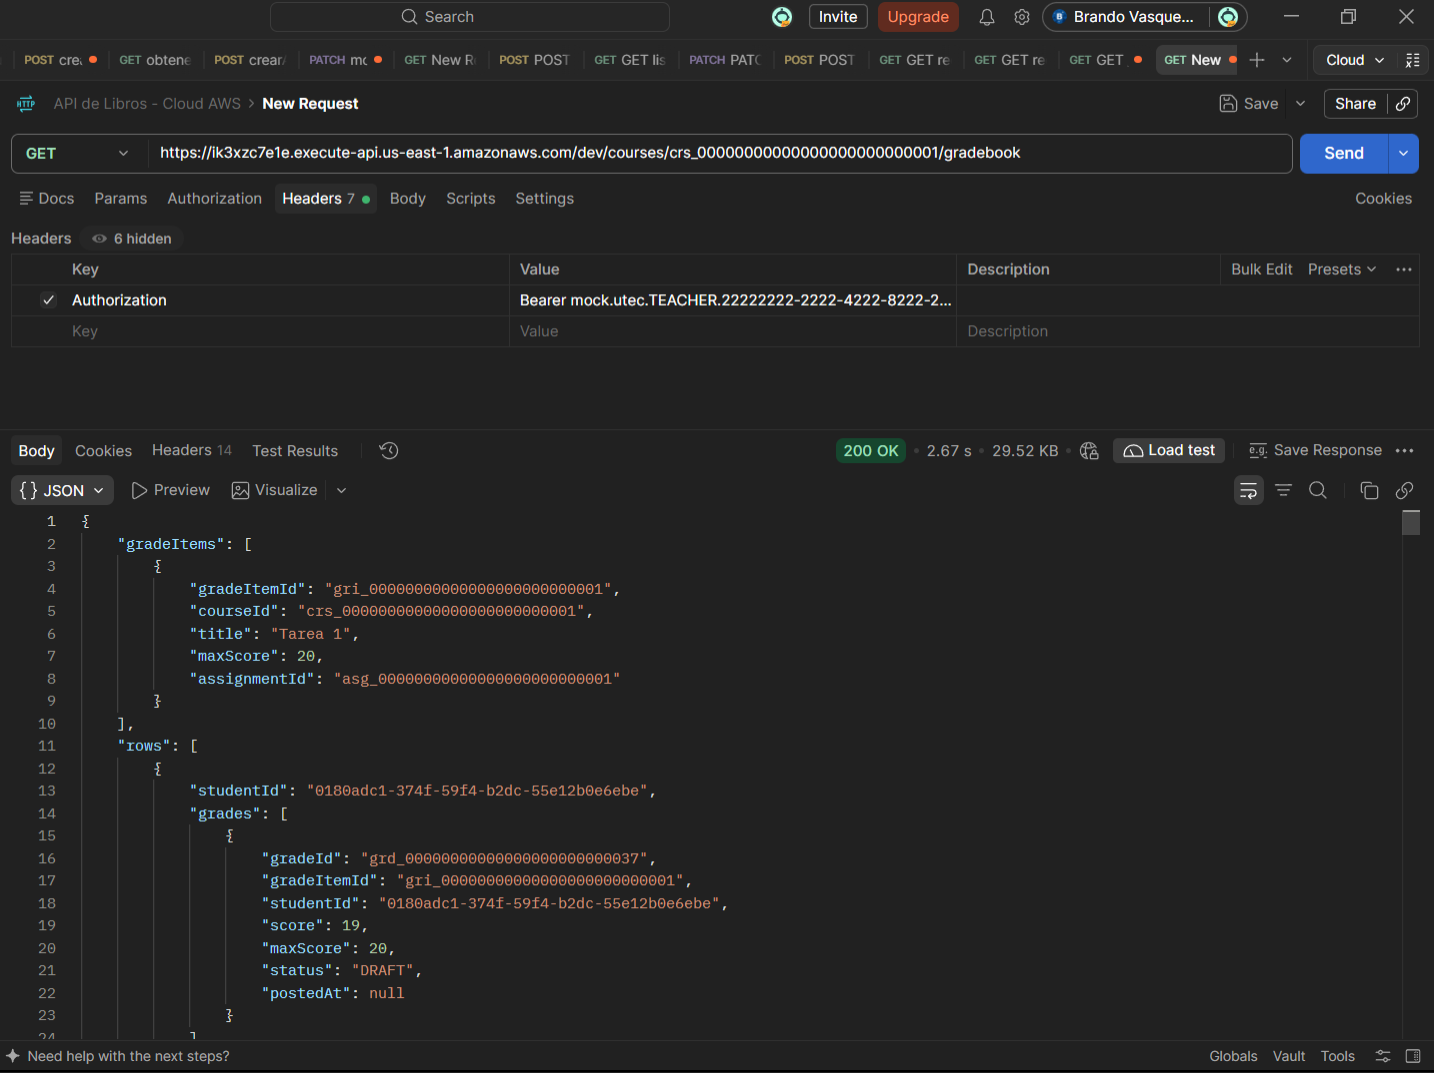 Search
Invite
Upgrade
Brando Vasque...
POST crea
GET obtene
POST crear/
PATCH mo
GET New R
POST POST
GET GET lis
PATCH PATC
POST POST
GET GET re
GET GET re
GET GET
GET New
Cloud
HTTP API de Libros - Cloud AWS > New Request
Save
Share
GET
https://ik3xzc7e1e.execute-api.us-east-1.amazonaws.com/dev/courses/crs_00000000000000000000000001/gradebook
Send
Docs Params Authorization Headers 7 Body Scripts Settings
Cookies
Headers 6 hidden
Key Value Description Bulk Edit Presets
Authorization Bearer mock.utec.TEACHER.22222222-2222-4222-8222-2...
Key Value Description
Body Cookies Headers 14 Test Results
200 OK • 2.67 s • 29.52 KB
Load test
e.g. Save Response
{} JSON
Preview
Visualize
1 {
2 "gradeItems": [
3 {
4 "gradeItemId": "gri_00000000000000000000000001",
5 "courseId": "crs_00000000000000000000000001",
6 "title": "Tarea 1",
7 "maxScore": 20,
8 "assignmentId": "asg_00000000000000000000000001"
9 }
10 ],
11 "rows": [
12 {
13 "studentId": "0180adc1-374f-59f4-b2dc-55e12b0e6ebe",
14 "grades": [
15 {
16 "gradeId": "grd_00000000000000000000000037",
17 "gradeItemId": "gri_00000000000000000000000001",
18 "studentId": "0180adc1-374f-59f4-b2dc-55e12b0e6ebe",
19 "score": 19,
20 "maxScore": 20,
21 "status": "DRAFT",
22 "postedAt": null
23 }
24 ]
Need help with the next steps?
Globals Vault Tools